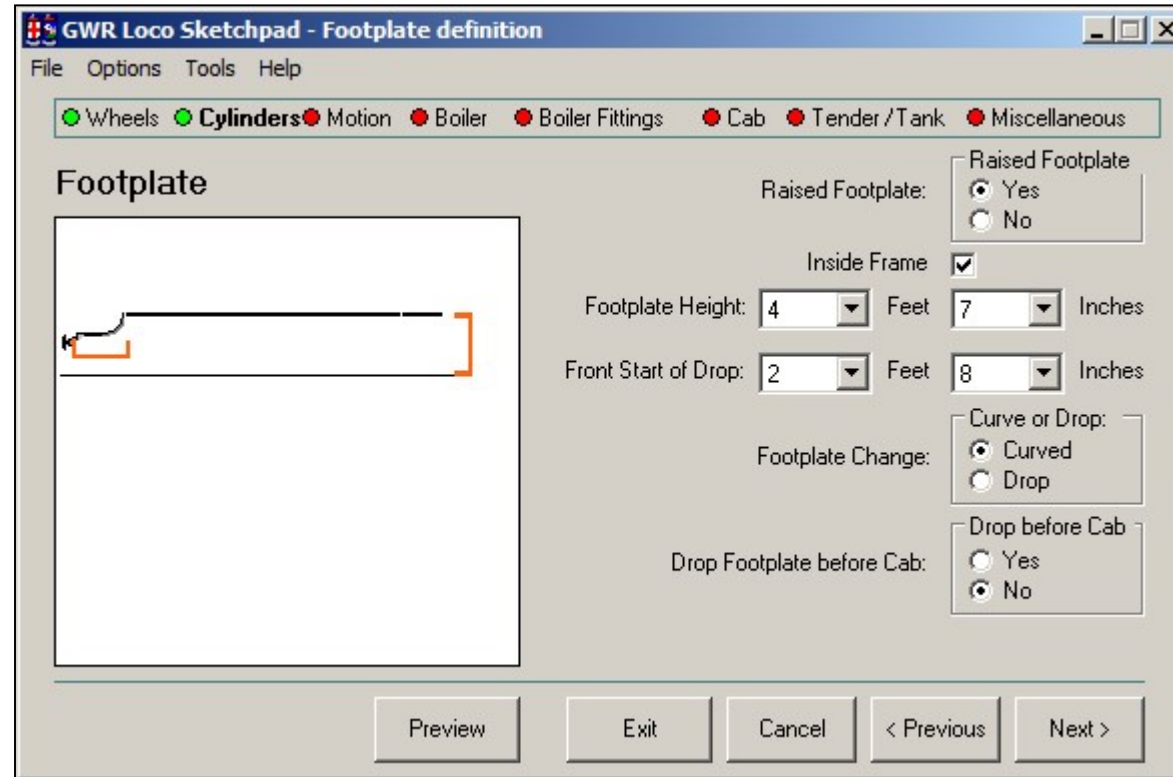 GWR Loco Sketchpad - Footplate definition
File Options Tools Help
Wheels Cylinders Motion Boiler Boiler Fittings Cab Tender/Tank Miscellaneous
Footplate
Raised Footplate
Raised Footplate: Yes
No
Inside Frame
Footplate Height: 4 Feet 7 Inches
Front Start of Drop: 2 Feet 8 Inches
Curve or Drop:
Footplate Change: Curved
Drop
Drop before Cab
Drop Footplate before Cab: Yes
No
Preview Exit Cancel < Previous Next >